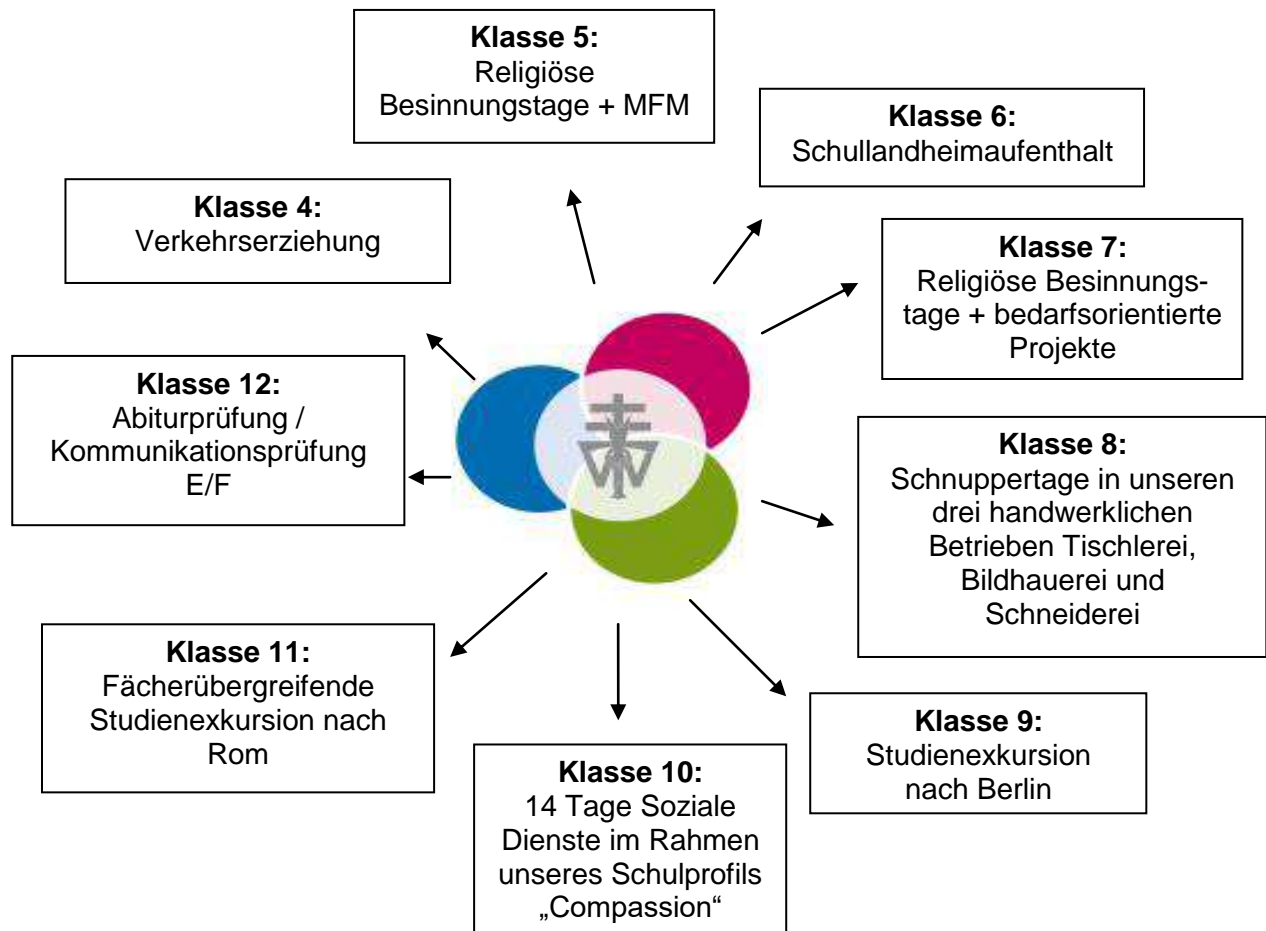 Klasse 5:
Religiöse
Besinnungstage + MFM
Klasse 6:
Schullandheimaufenthalt
Klasse 4:
Verkehrserziehung
Klasse 7:
Religiöse Besinnungs-
tage + bedarfsorientierte
Projekte
Klasse 12:
Abiturprüfung /
Kommunikationsprüfung
E/F
Klasse 8:
Schnuppertage in unseren
drei handwerklichen
Betrieben Tischlerei,
Bildhauerei und
Schneiderei
Klasse 11:
Fächerübergreifende
Studienexkursion nach
Rom
Klasse 9:
Studienexkursion
nach Berlin
Klasse 10:
14 Tage Soziale
Dienste im Rahmen
unseres Schulprofils
„Compassion“